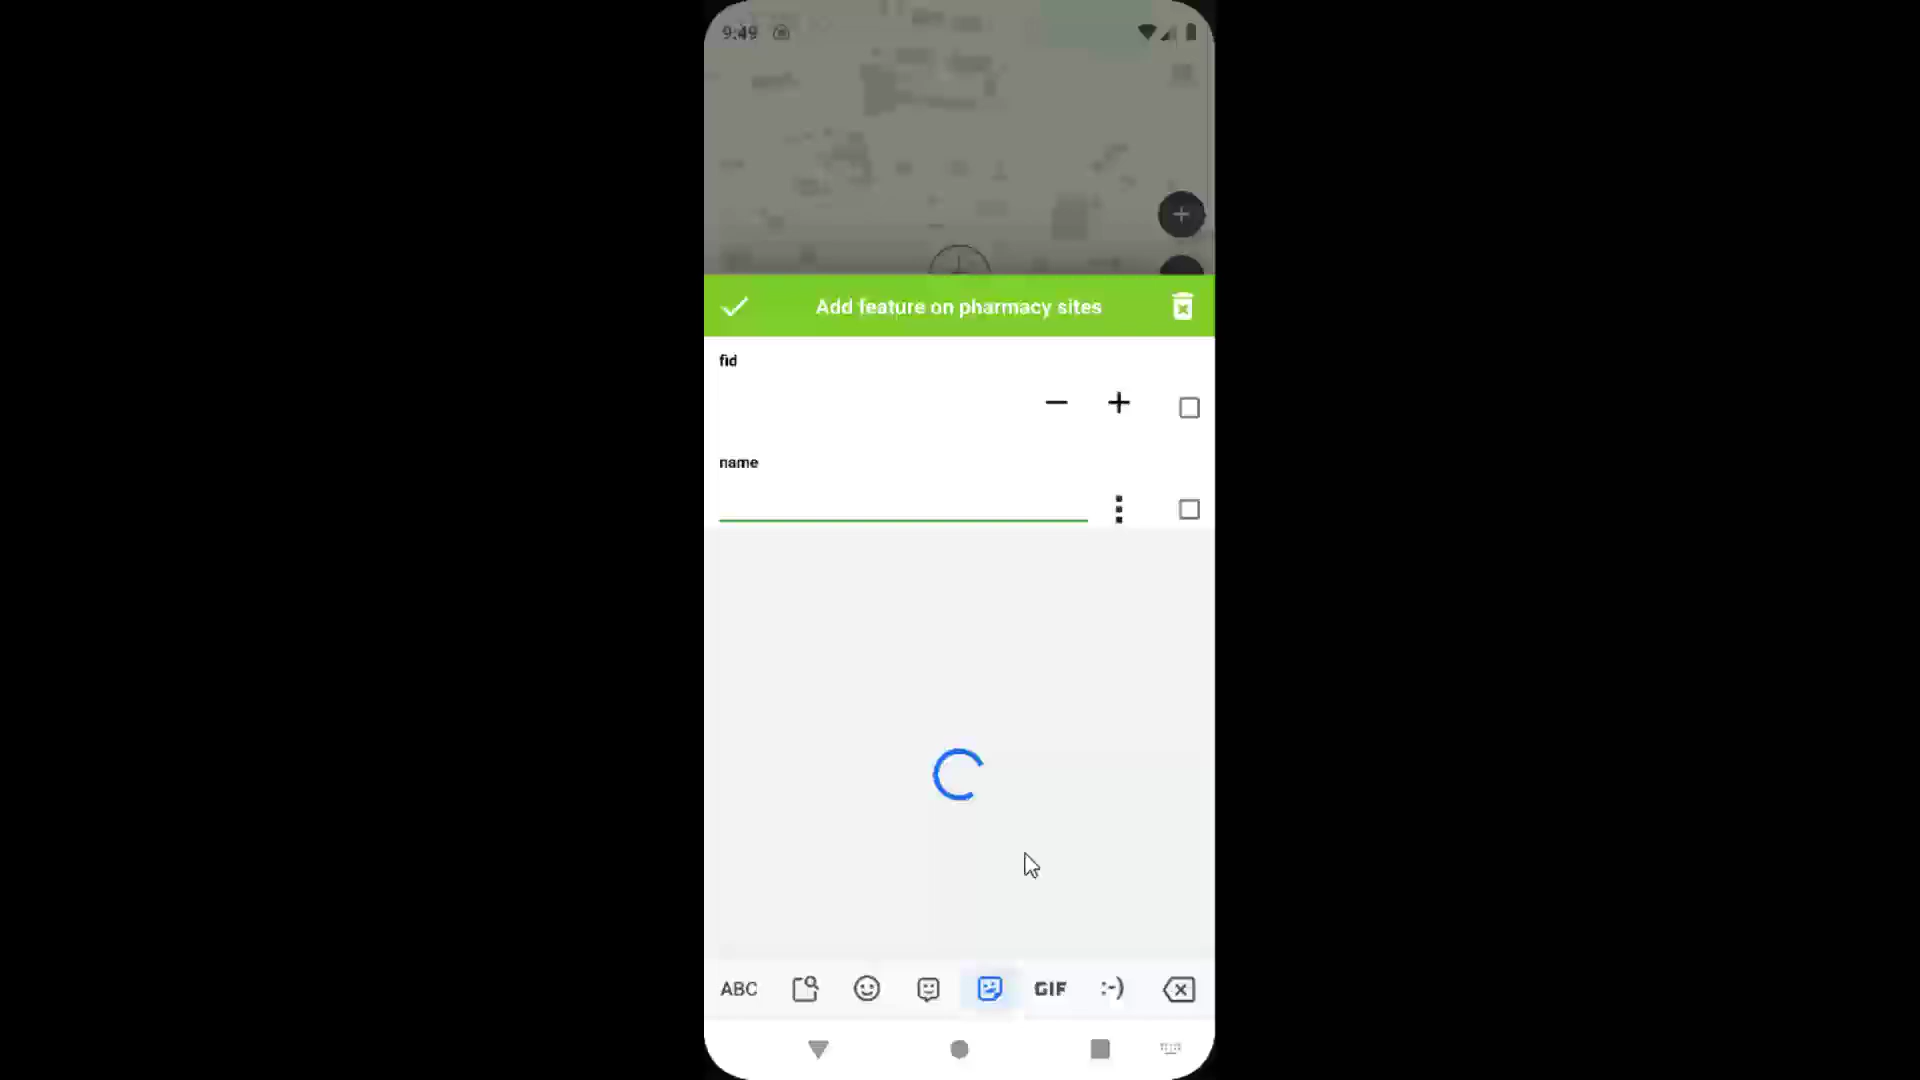 9:49
Add feature on pharmacy sites
fid
name
ABC
GIF
:-)